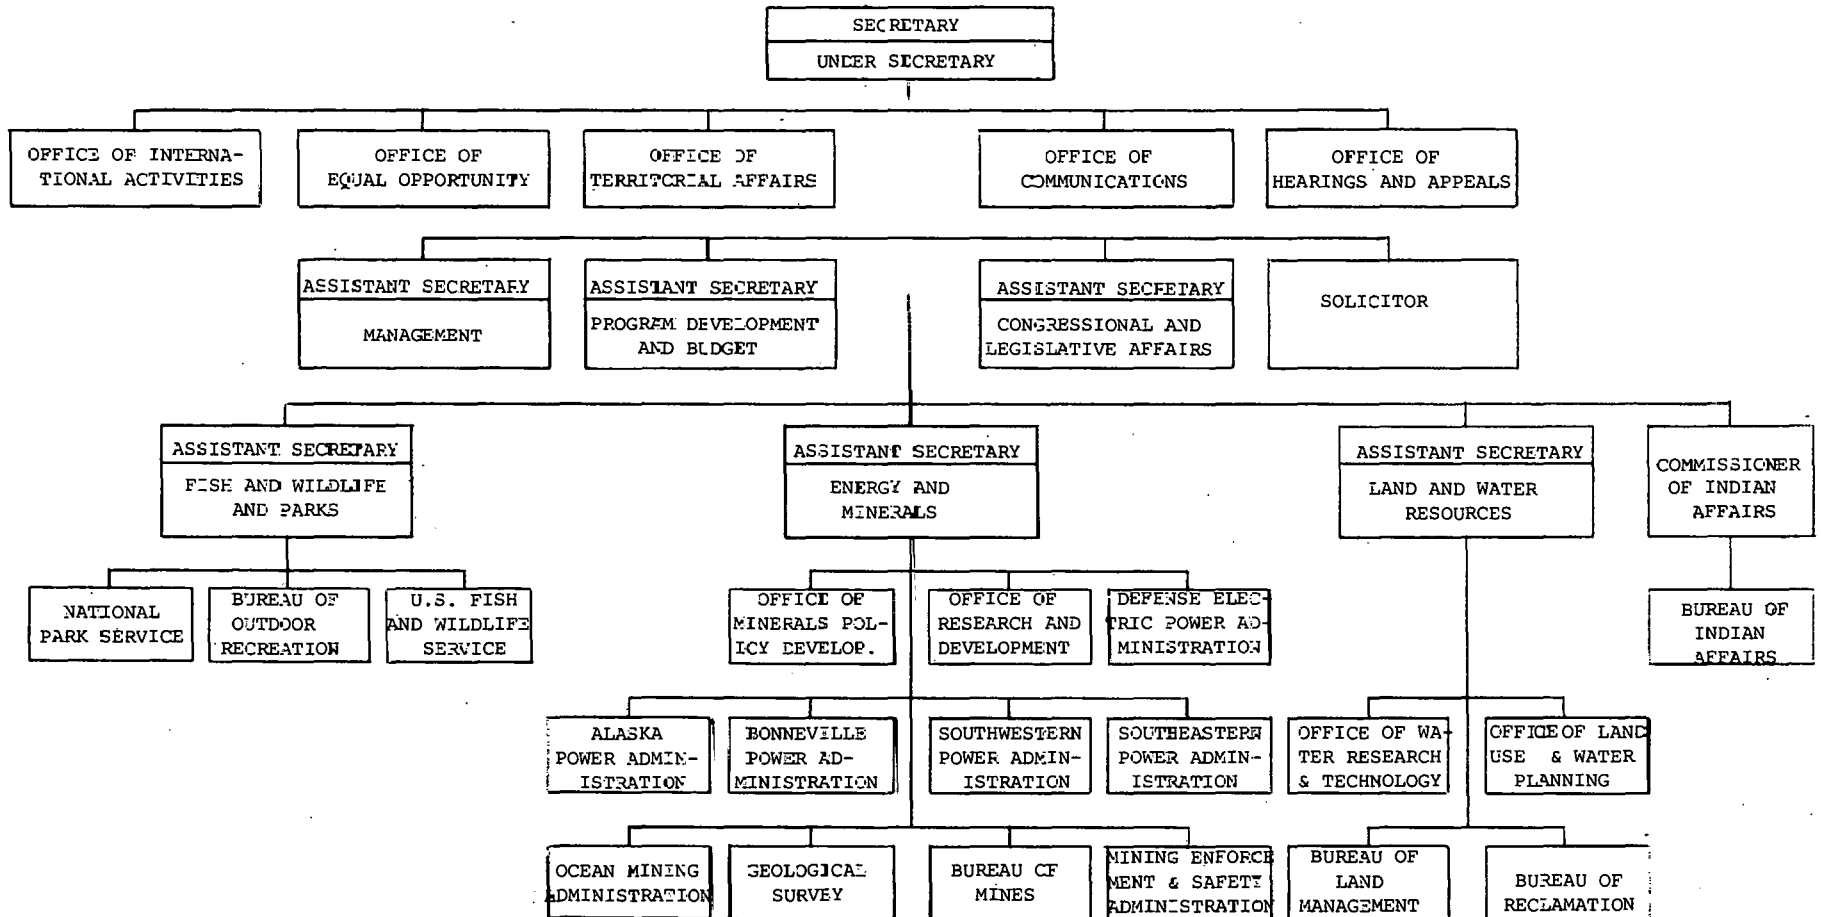 SECRETARY
UNDER SECRETARY
OFFICE OF INTERNA-
TIONAL ACTIVITIES
OFFICE OF
EQUAL OPPORTUNITY
OFFICE OF
TERRITORIAL AFFAIRS
OFFICE OF
COMMUNICATIONS
OFFICE OF
HEARINGS AND APPEALS
ASSISTANT SECRETARY
MANAGEMENT
ASSISTANT SECRETARY
PROGRAM DEVELOPMENT
AND BUDGET
ASSISTANT SECRETARY
CONGRESSIONAL AND
LEGISLATIVE AFFAIRS
SOLICITOR
ASSISTANT SECRETARY
FISH AND WILDLIFE
AND PARKS
ASSISTANT SECRETARY
ENERGY AND
MINERALS
ASSISTANT SECRETARY
LAND AND WATER
RESOURCES
COMMISSIONER
OF INDIAN
AFFAIRS
NATIONAL
PARK SERVICE
BUREAU OF
OUTDOOR
RECREATION
U.S. FISH
AND WILDLIFE
SERVICE
OFFICE OF
MINERALS POL-
ICY DEVELOP.
OFFICE OF
RESEARCH AND
DEVELOPMENT
DEFENSE ELEC-
TRIC POWER AD-
MINISTRATION
BUREAU OF
INDIAN
AFFAIRS
ALASKA
POWER ADMIN-
ISTRATION
BONNEVILLE
POWER AD-
MINISTRATION
SOUTHWESTERN
POWER ADMIN-
ISTRATION
SOUTHEASTERN
POWER ADMIN-
ISTRATION
OFFICE OF WA-
TER RESEARCH
& TECHNOLOGY
OFFICE OF LAND
USE & WATER
PLANNING
OCEAN MINING
ADMINISTRATION
GEOLOGICAL
SURVEY
BUREAU OF
MINES
MINING ENFORCE
MENT & SAFETY
ADMINISTRATION
BUREAU OF
LAND
MANAGEMENT
BUREAU OF
RECLAMATION